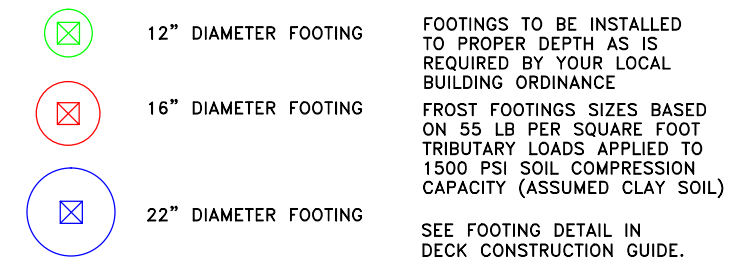 12” DIAMETER FOOTING
16” DIAMETER FOOTING
22” DIAMETER FOOTING
FOOTINGS TO BE INSTALLED
TO PROPER DEPTH AS IS
REQUIRED BY YOUR LOCAL
BUILDING ORDINANCE
FROST FOOTINGS SIZES BASED
ON 55 LB PER SQUARE FOOT
TRIBUTARY LOADS APPLIED TO
1500 PSI SOIL COMPRESSION
CAPACITY (ASSUMED CLAY SOIL)
SEE FOOTING DETAIL IN
DECK CONSTRUCTION GUIDE.